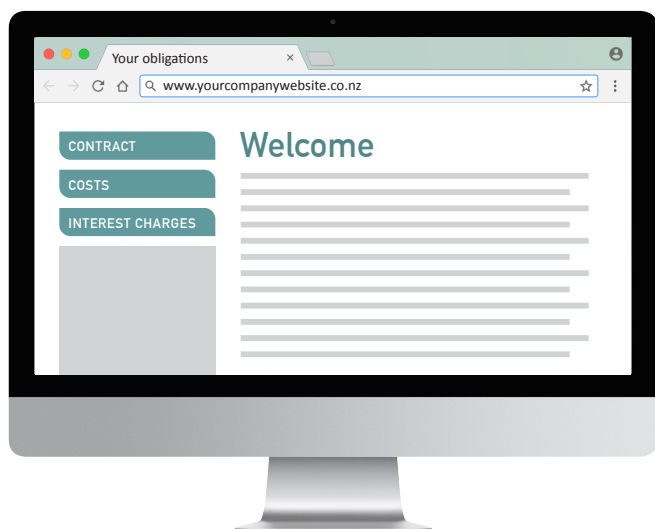 Your obligations
www.yourcompanywebsite.co.nz
CONTRACT
COSTS
INTEREST CHARGES
Welcome